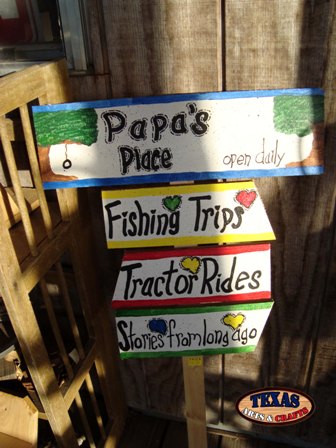 Papa's
Place open daily
Fishing Trips
Tractor Rides
Stories from long ago
TEXAS
ARTS & CRAFTS